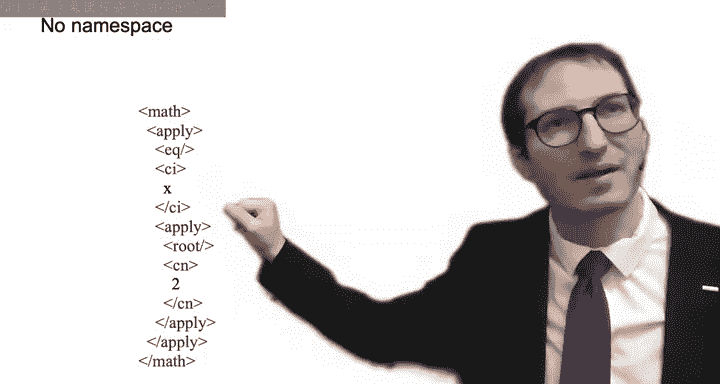 No namespace
<math>
<apply>
<eq/>
<ci>
x
</ci>
<apply>
<root/>
<cn>
2
</cn>
</apply>
</apply>
</math>